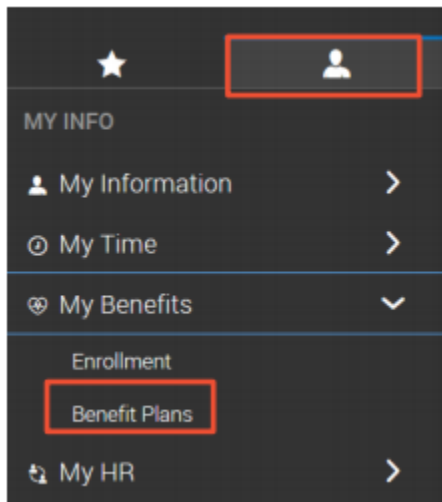 MY INFO
My Information
My Time
My Benefits
Enrollment
Benefit Plans
My HR